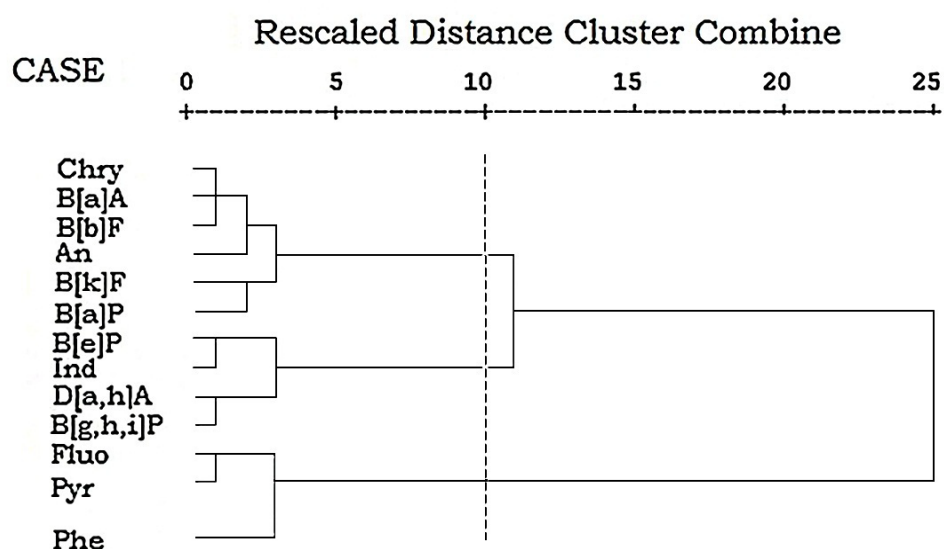 Rescaled Distance Cluster Combine
CASE 0 5 10 15 20 25
Chry
B[a]A
B[b]F
An
B[k]F
B[a]P
B[e]P
Ind
D[a,h]A
B[g,h,i]P
Fluo
Pyr
Phe